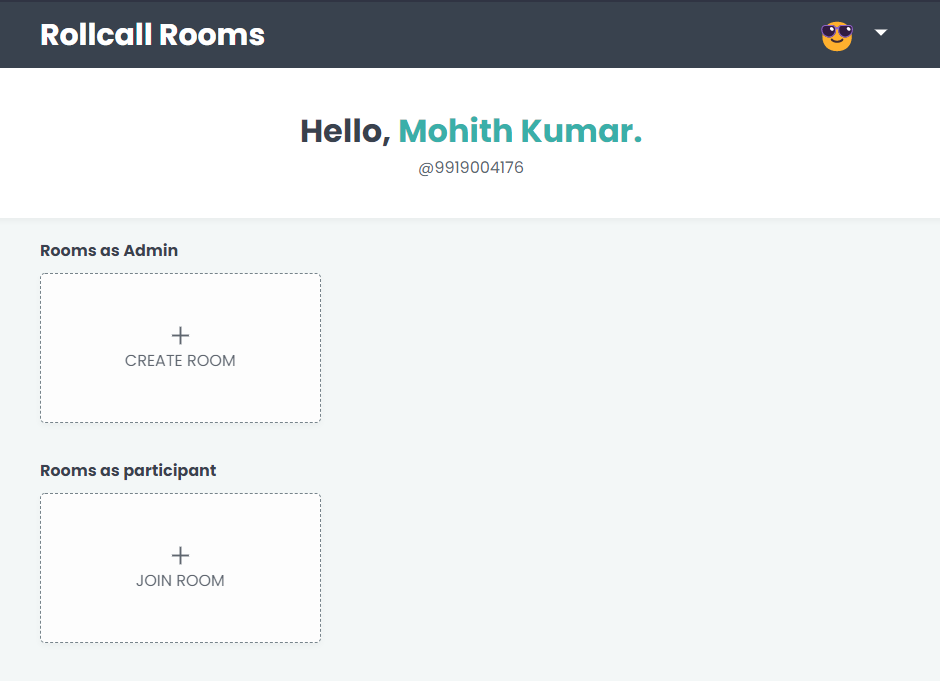 Rollcall Rooms
Hello, Mohith Kumar.
@9919004176
Rooms as Admin
CREATE ROOM
Rooms as participant
JOIN ROOM